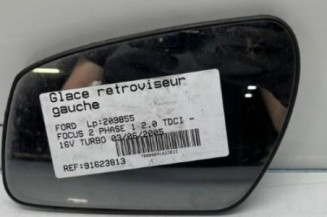 Glace retroviseur
gauche
FORD Lp:209855
FOCUS 2 PHASE 1 2.0 TDCI -
16V TURBO 03/06/2005
REF:91623813